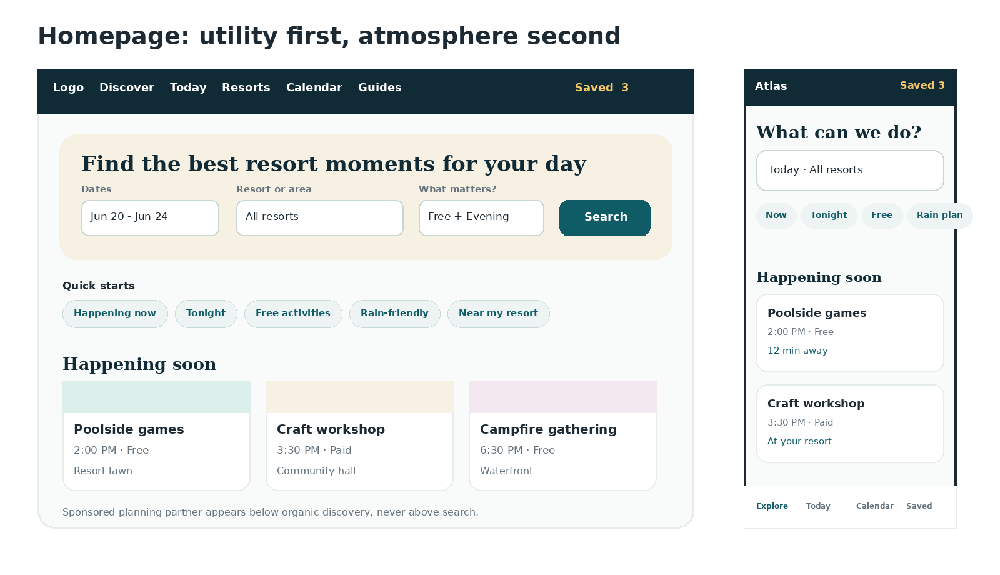 Homepage: utility first, atmosphere second
Logo Discover Today Resorts Calendar Guides Saved 3
Find the best resort moments for your day
Dates Resort or area What matters?
Jun 20 - Jun 24 All resorts Free + Evening Search
Quick starts
Happening now Tonight Free activities Rain-friendly Near my resort
Happening soon
Poolside games
2:00 PM · Free
Resort lawn
Craft workshop
3:30 PM · Paid
Community hall
Campfire gathering
6:30 PM · Free
Waterfront
Sponsored planning partner appears below organic discovery, never above search.
Atlas Saved 3
What can we do?
Today · All resorts
Now Tonight Free Rain plan
Happening soon
Poolside games
2:00 PM · Free
12 min away
Craft workshop
3:30 PM · Paid
At your resort
Explore Today Calendar Saved